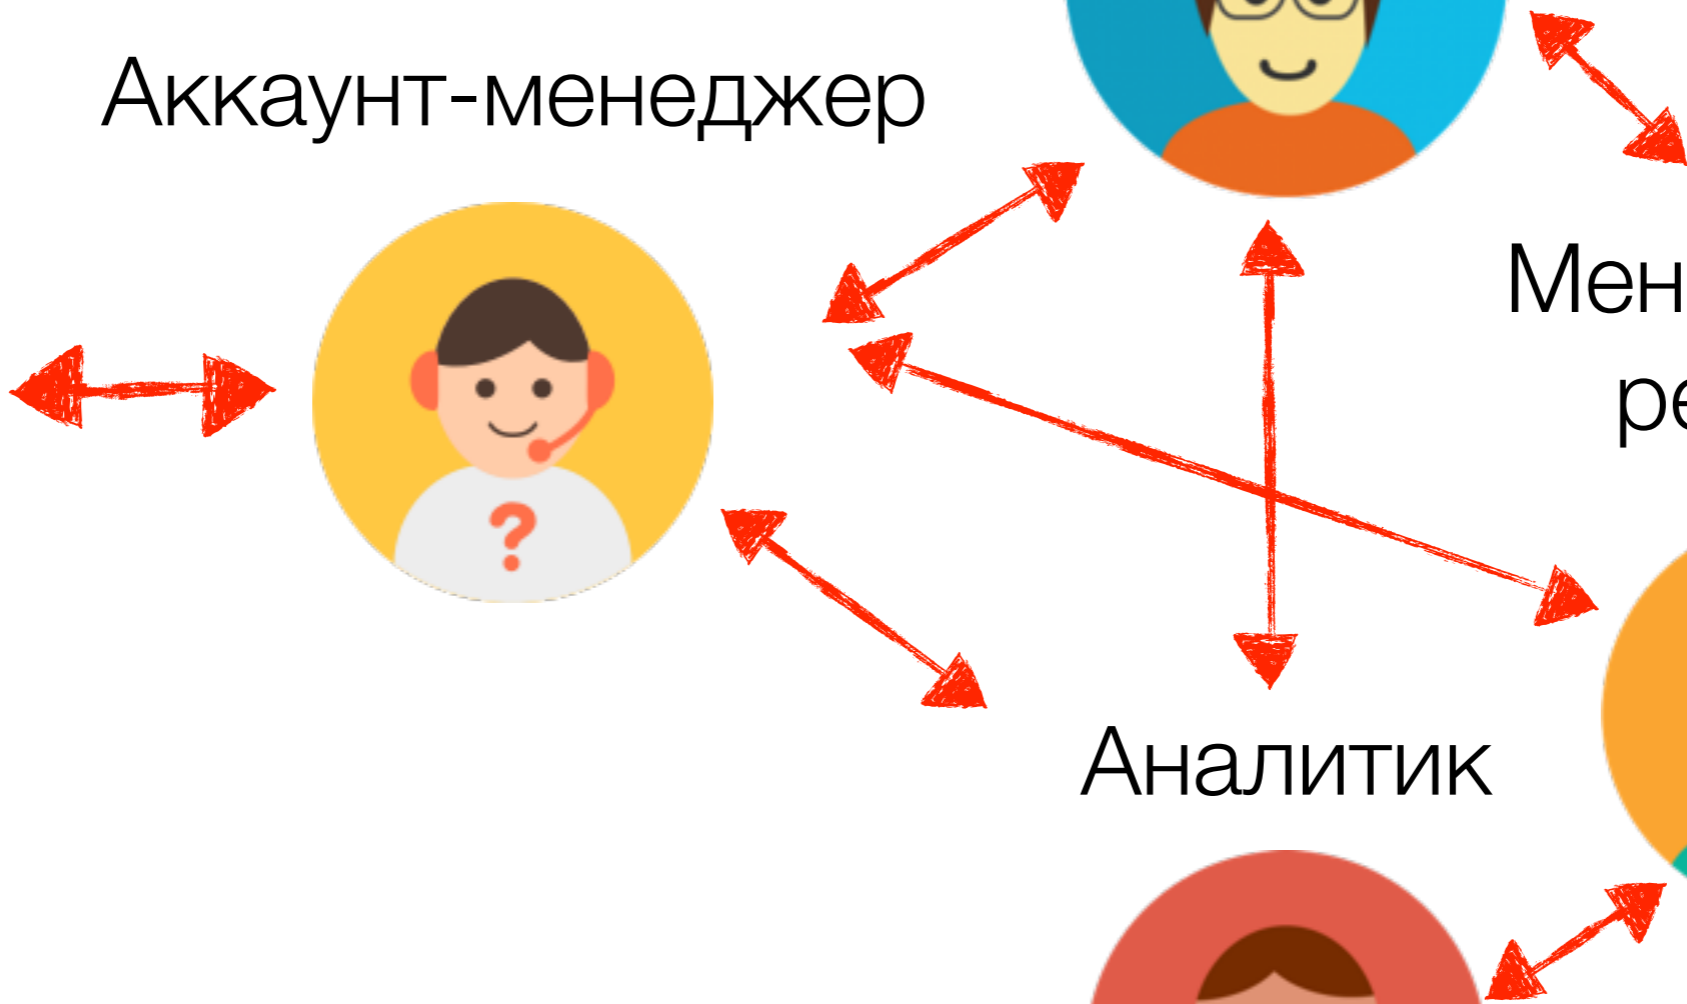 Аккаунт-менеджер
?
Аналитик